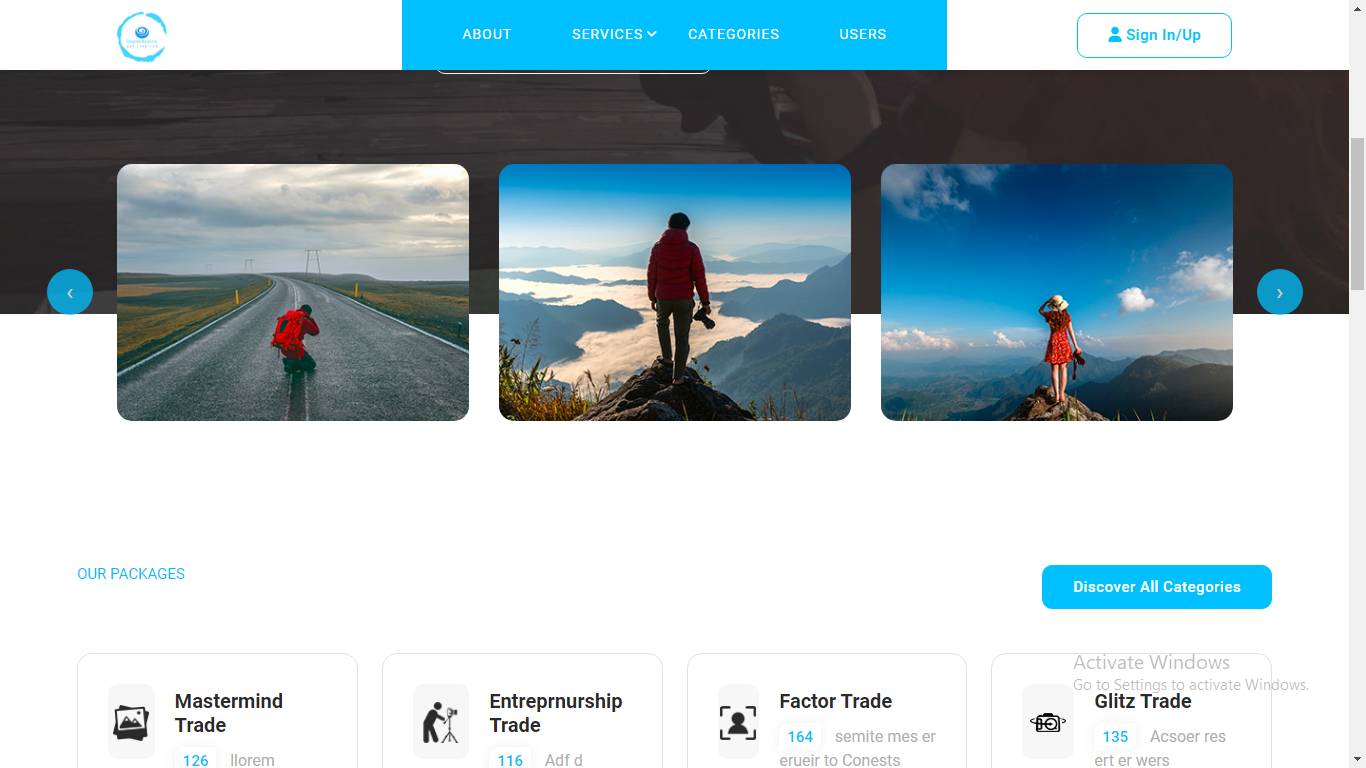 ABOUT
SERVICES
CATEGORIES
USERS
Sign In/Up
OUR PACKAGES
Discover All Categories
Activate Windows
Go to Settings to activate Windows.
Mastermind
Trade
126 llorem
Entreprnurship
Trade
116 Adf d
Factor Trade
164 semite mes er
erueir to Conests
Glitz Trade
135 Acsoer res
ert er wers